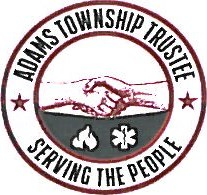 ADAMS TOWNSHIP TRUSTEE
SERVING THE PEOPLE